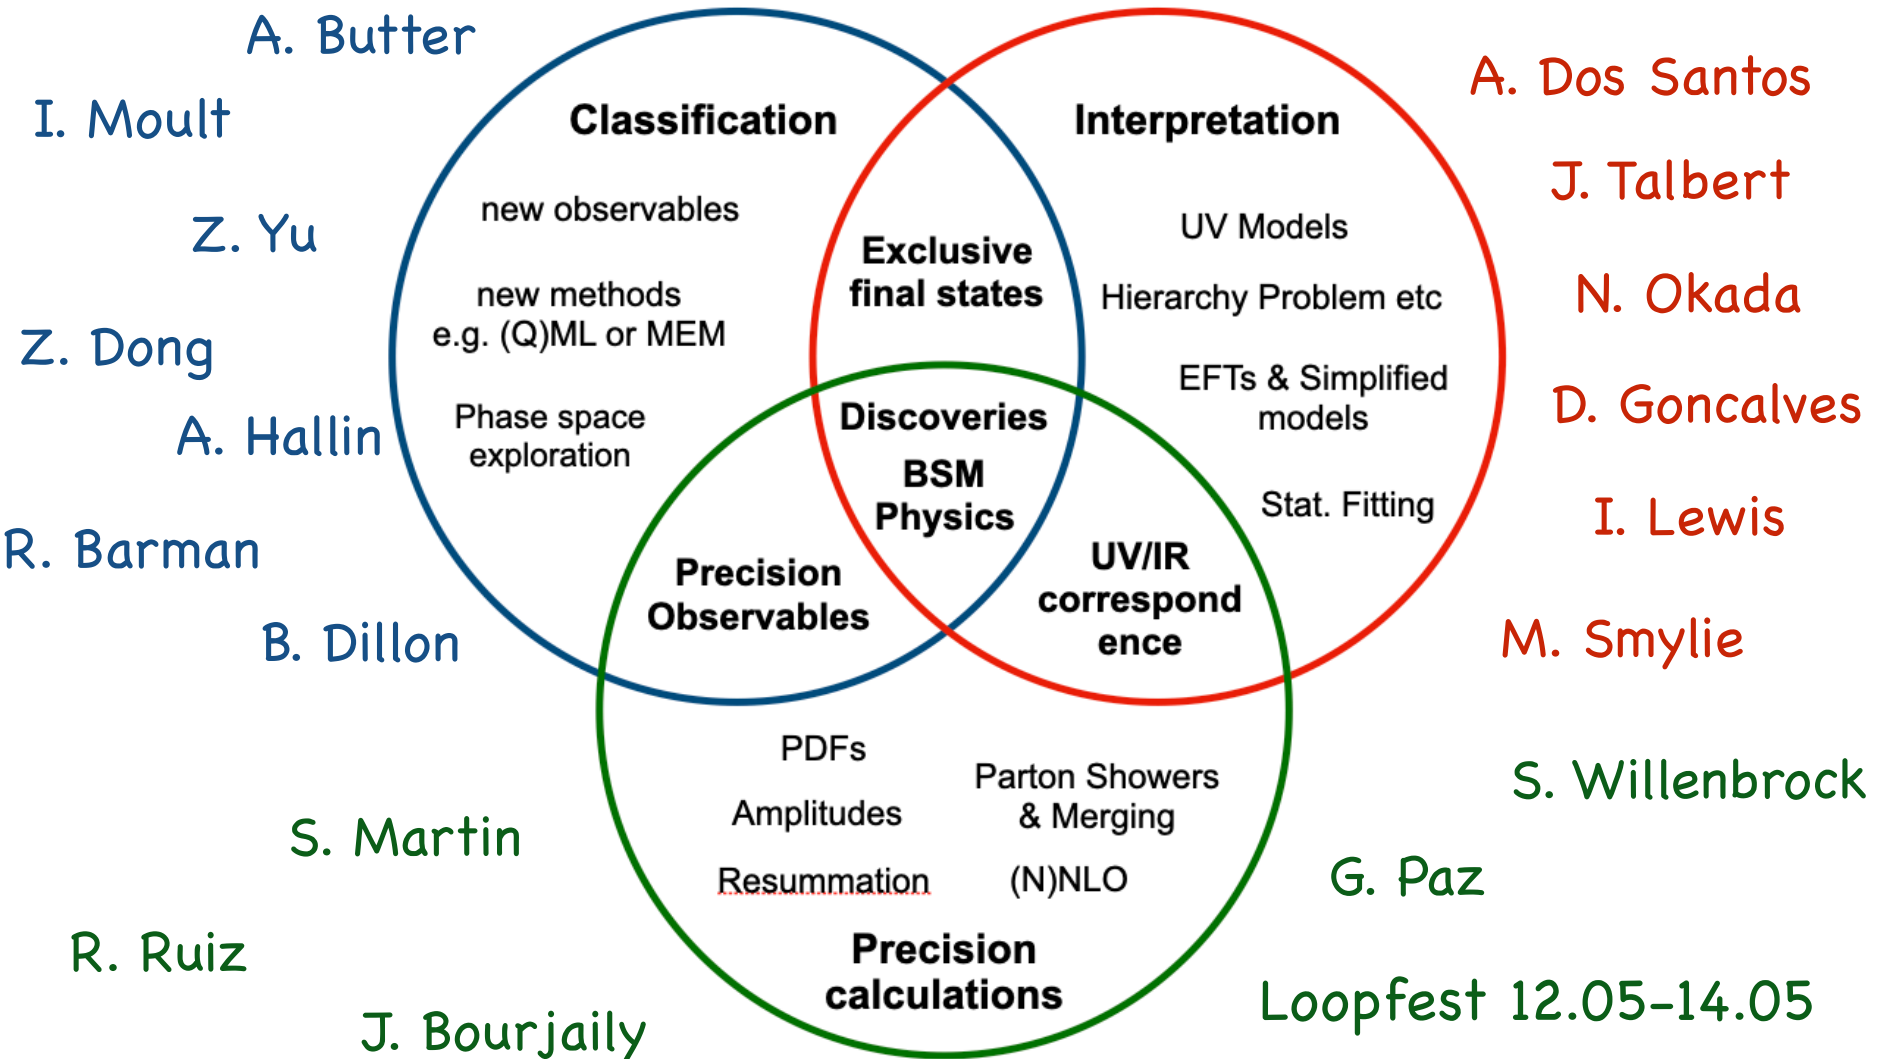 A. Butter
I. Moult
Z. Yu
Z. Dong
A. Hallin
R. Barman
B. Dillon
Classification
new observables
new methods
e.g. (Q)ML or MEM
Phase space
exploration
Exclusive
final states
Interpretation
UV Models
Hierarchy Problem etc
EFTs & Simplified
models
Stat. Fitting
Discoveries
BSM
Physics
Precision
Observables
UV/IR
correspond
ence
A. Dos Santos
J. Talbert
N. Okada
D. Goncalves
I. Lewis
M. Smylie
PDFs
Amplitudes
Resummation
Parton Showers
& Merging
(N)NLO
Precision
calculations
S. Martin
R. Ruiz
J. Bourjaily
S. Willenbrock
G. Paz
Loopfest 12.05-14.05